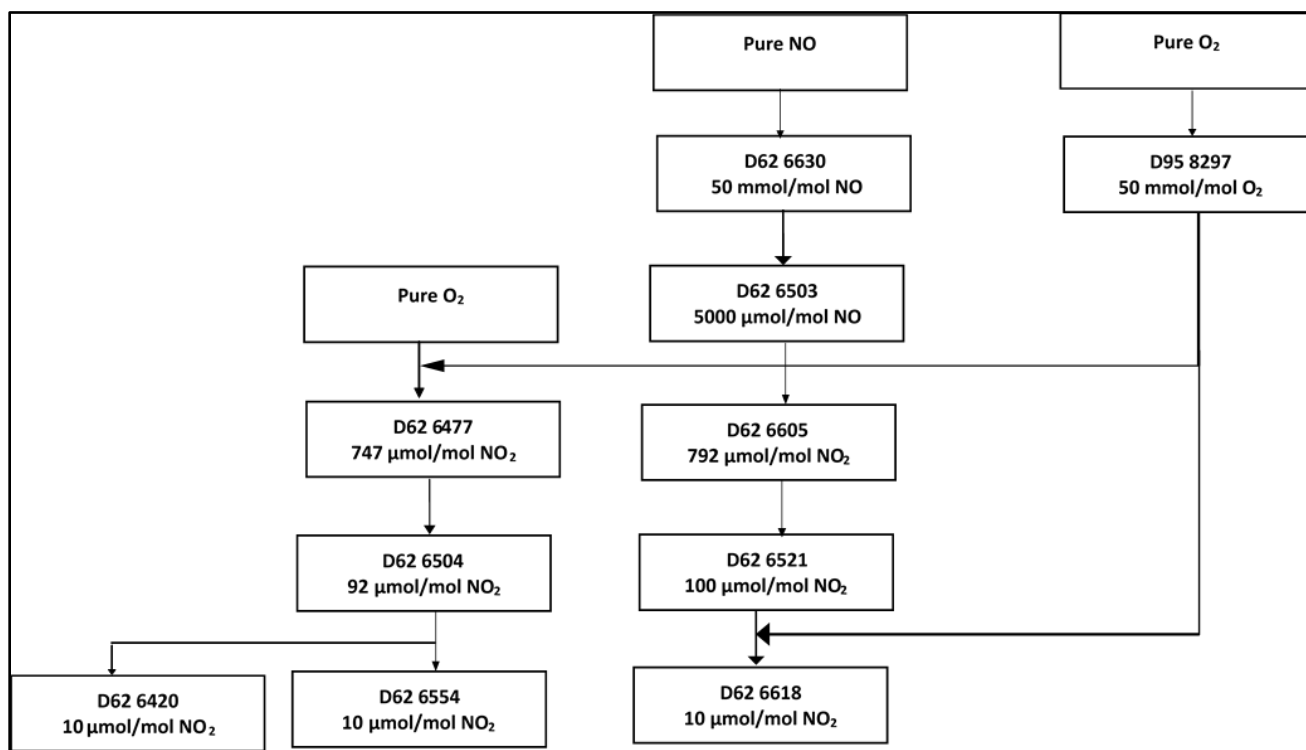 Pure NO
Pure O₂
D62 6630
50 mmol/mol NO
D95 8297
50 mmol/mol O₂
Pure O₂
D62 6503
5000 µmol/mol NO
D62 6477
747 µmol/mol NO₂
D62 6605
792 µmol/mol NO₂
D62 6504
92 µmol/mol NO₂
D62 6521
100 µmol/mol NO₂
D62 6420
10 µmol/mol NO₂
D62 6554
10 µmol/mol NO₂
D62 6618
10 µmol/mol NO₂